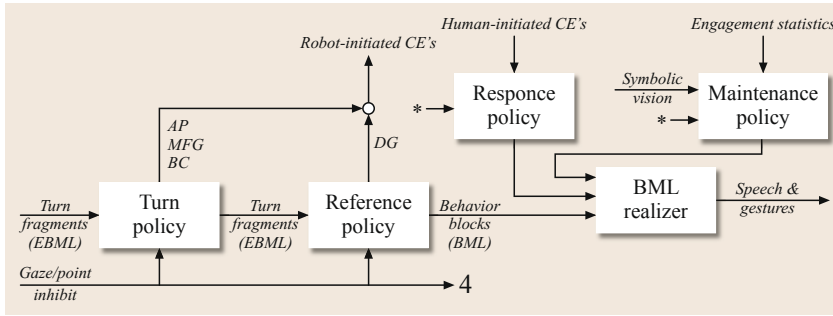 Human-initiated CE's
Engagement statistics
Robot-initiated CE's
Symbolic
vision
*
Responce
policy
*
Maintenance
policy
AP
MFG
BC
DG
Turn
fragments
(EBML)
Turn
policy
Turn
fragments
(EBML)
Reference
policy
Behavior
blocks
(BML)
BML
realizer
Speech &
gestures
Gaze/point
inhibit
4